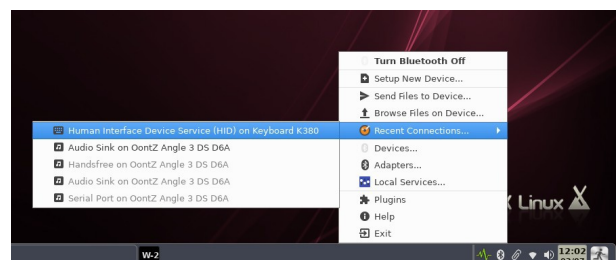 Turn Bluetooth Off
Setup New Device...
Send Files to Device...
Browse Files on Device...
Recent Connections...
Human Interface Device Service (HID) on Keyboard K380
Audio Sink on OontZ Angle 3 DS D6A
Handsfree on OontZ Angle 3 DS D6A
Audio Sink on OontZ Angle 3 DS D6A
Serial Port on OontZ Angle 3 DS D6A
Devices...
Adapters...
Local Services...
Plugins
Help
Exit
Linux
W-2
12:02